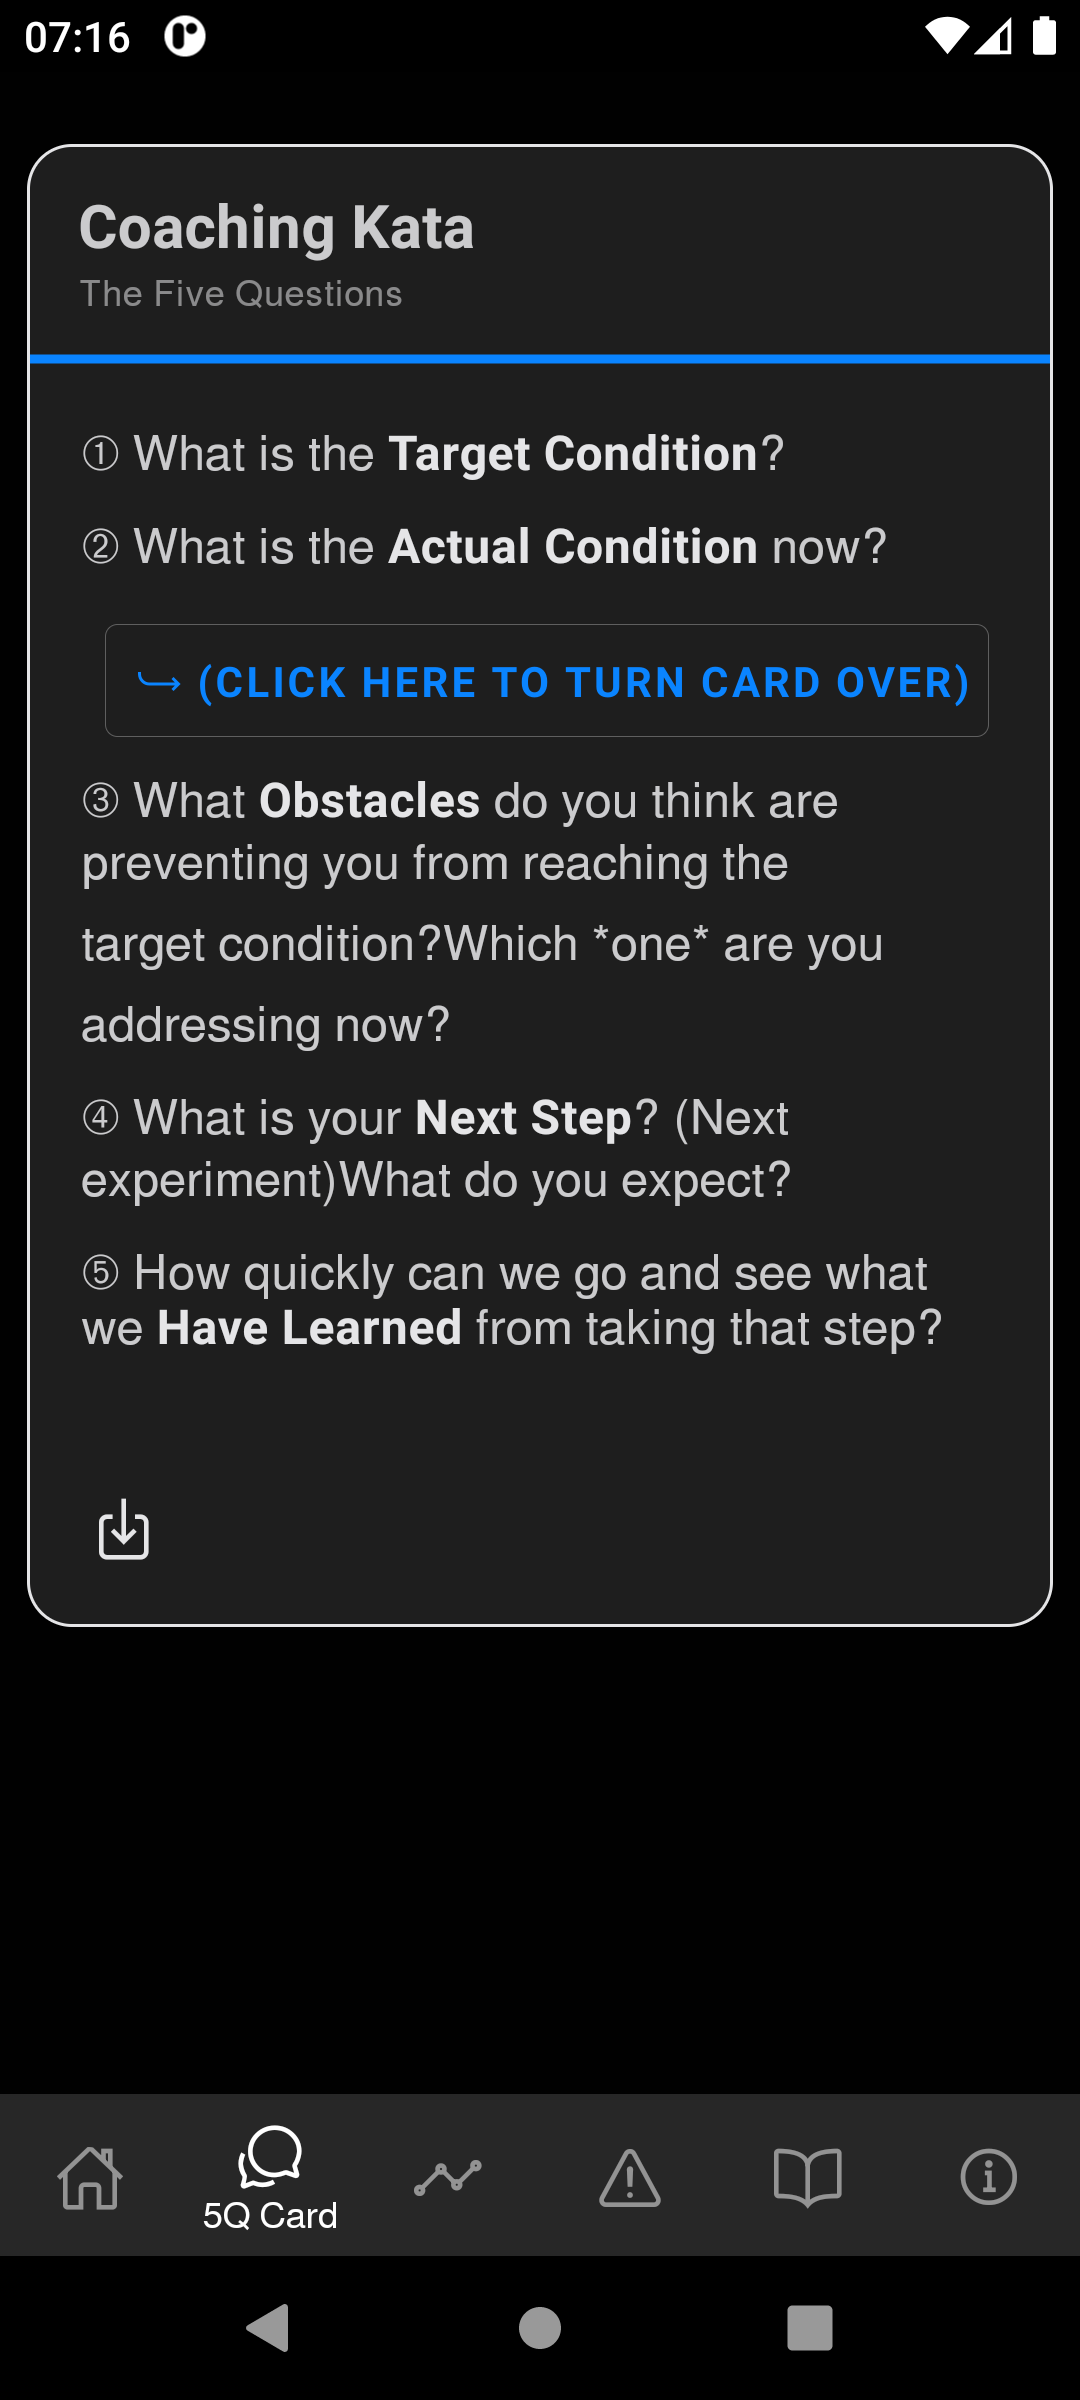 07:16
Coaching Kata
The Five Questions
① What is the Target Condition?
② What is the Actual Condition now?
(CLICK HERE TO TURN CARD OVER)
③ What Obstacles do you think are
preventing you from reaching the
target condition?Which *one* are you
addressing now?
④ What is your Next Step? (Next
experiment)What do you expect?
⑤ How quickly can we go and see what
we Have Learned from taking that step?
5Q Card